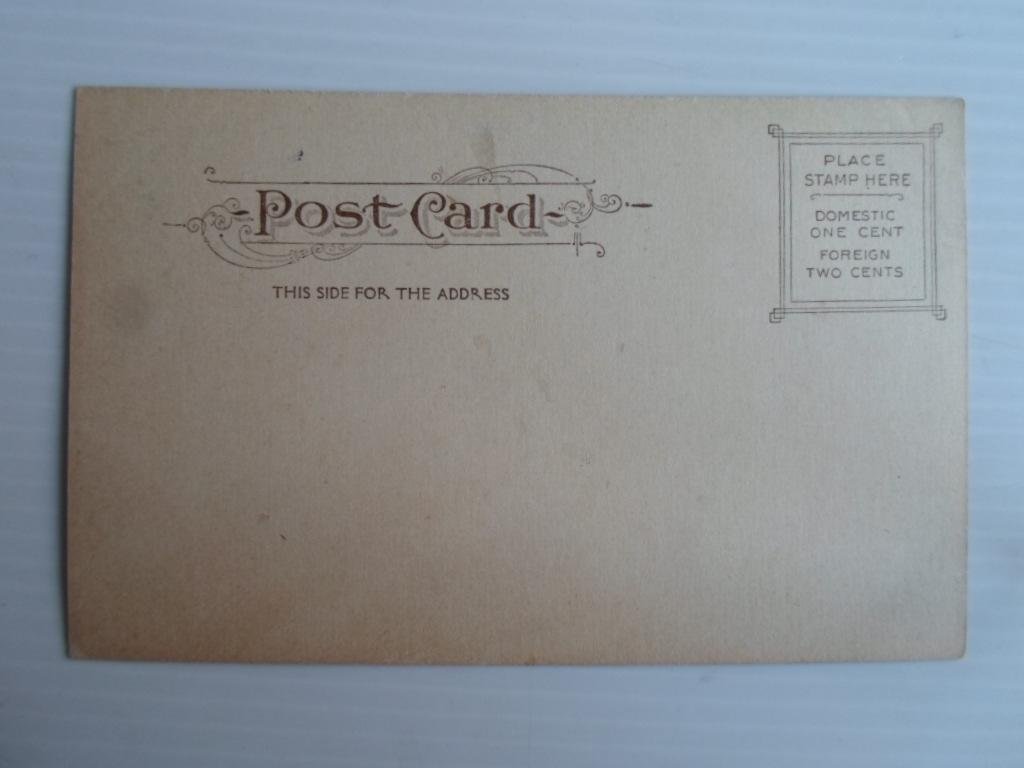 Post Card
THIS SIDE FOR THE ADDRESS
PLACE
STAMP HERE
DOMESTIC
ONE CENT
FOREIGN
TWO CENTS